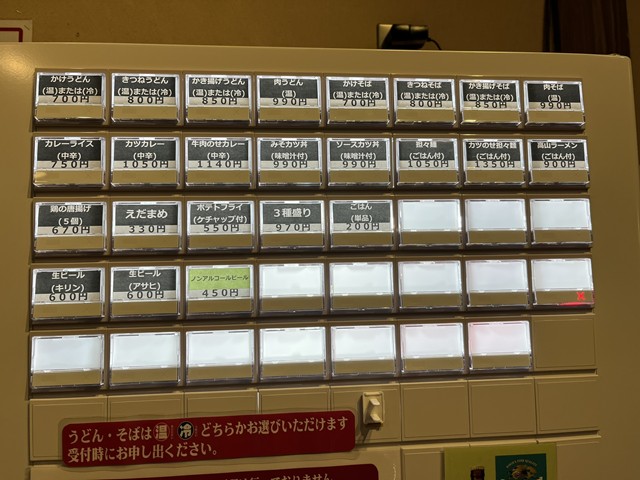 かけうどん
(温)または(冷)
700円
きつねうどん
(温)または(冷)
800円
かき揚げうどん
(温)または(冷)
850円
肉うどん
(温)
990円
かけそば
(温)または(冷)
700円
きつねそば
(温)または(冷)
800円
かき揚げそば
(温)または(冷)
850円
肉そば
(温)
990円
カレーライス
(中辛)
750円
カツカレー
(中辛)
1050円
牛肉のせカレー
(中辛)
1140円
みそカツ丼
(味噌汁付)
990円
ソースカツ丼
(味噌汁付)
990円
担々麺
(ごはん付)
1050円
カツのせ担々麺
(ごはん付)
1350円
高山ラーメン
(ごはん付)
900円
鶏の唐揚げ
(5個)
670円
えだまめ
330円
ポテトフライ
(ケチャップ付)
550円
3種盛り
970円
ごはん
(単品)
200円
生ビール
(キリン)
600円
生ビール
(アサヒ)
600円
ノンアルコールビール
450円
うどん・そばは 温 冷 どちらかお選びいただけます
受付時にお申し出ください。